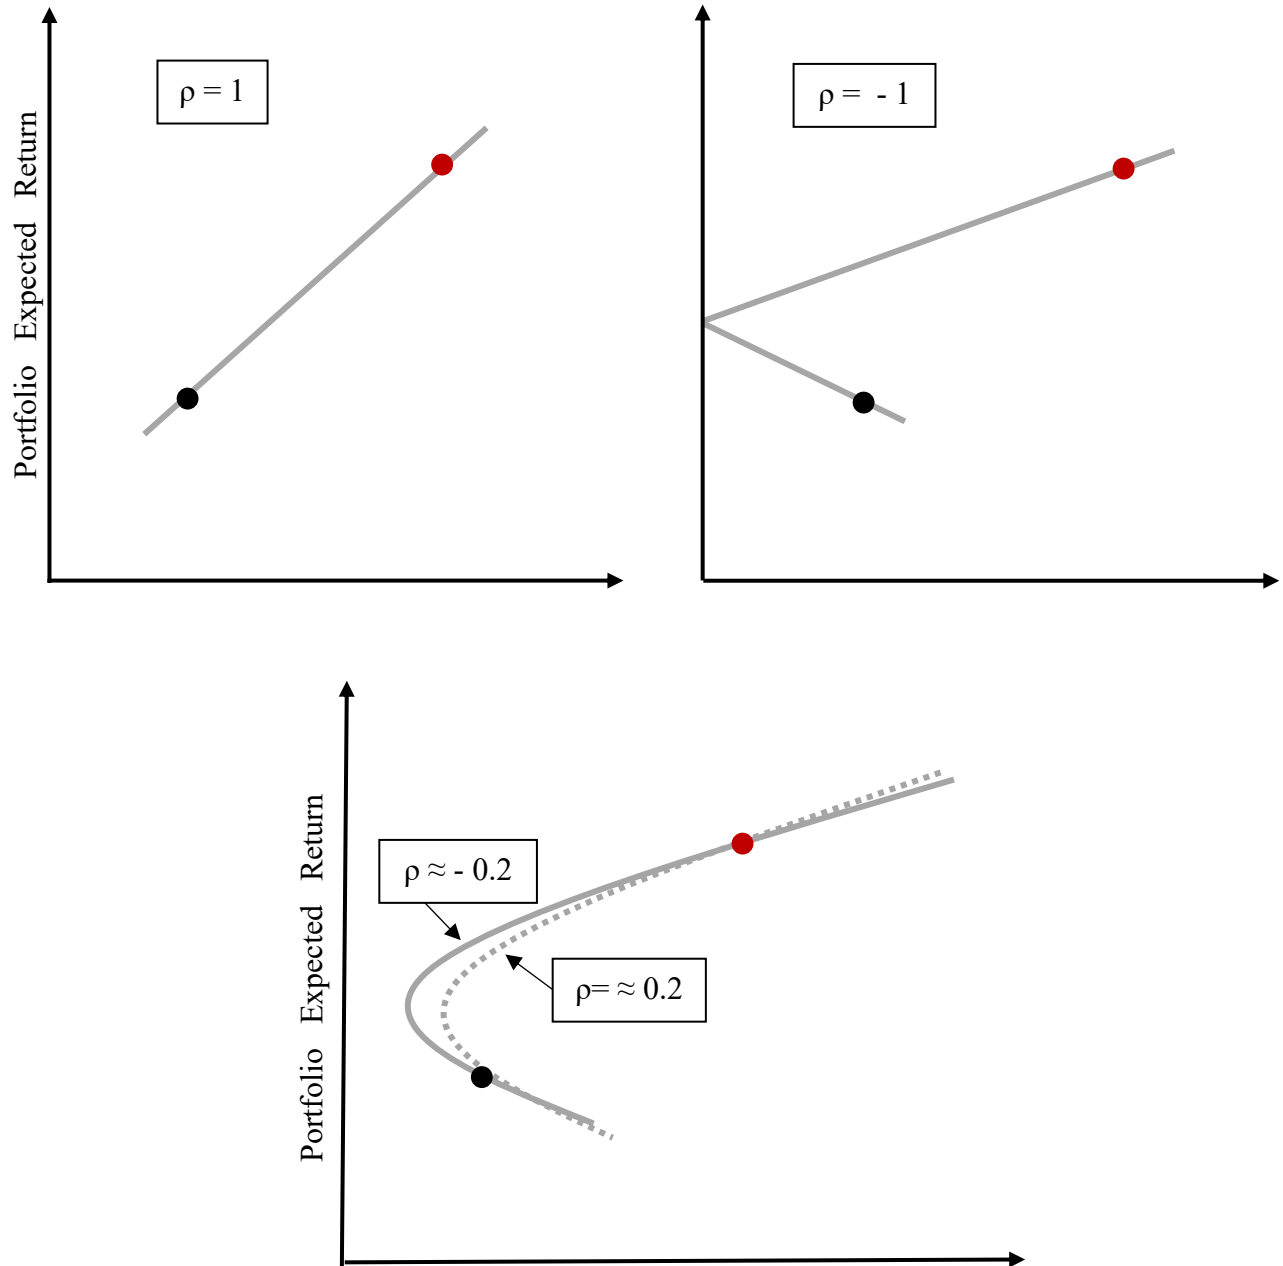 ρ = 1
Portfolio Expected Return
ρ = - 1
Portfolio Expected Return
ρ ≈ - 0.2
ρ= ≈ 0.2